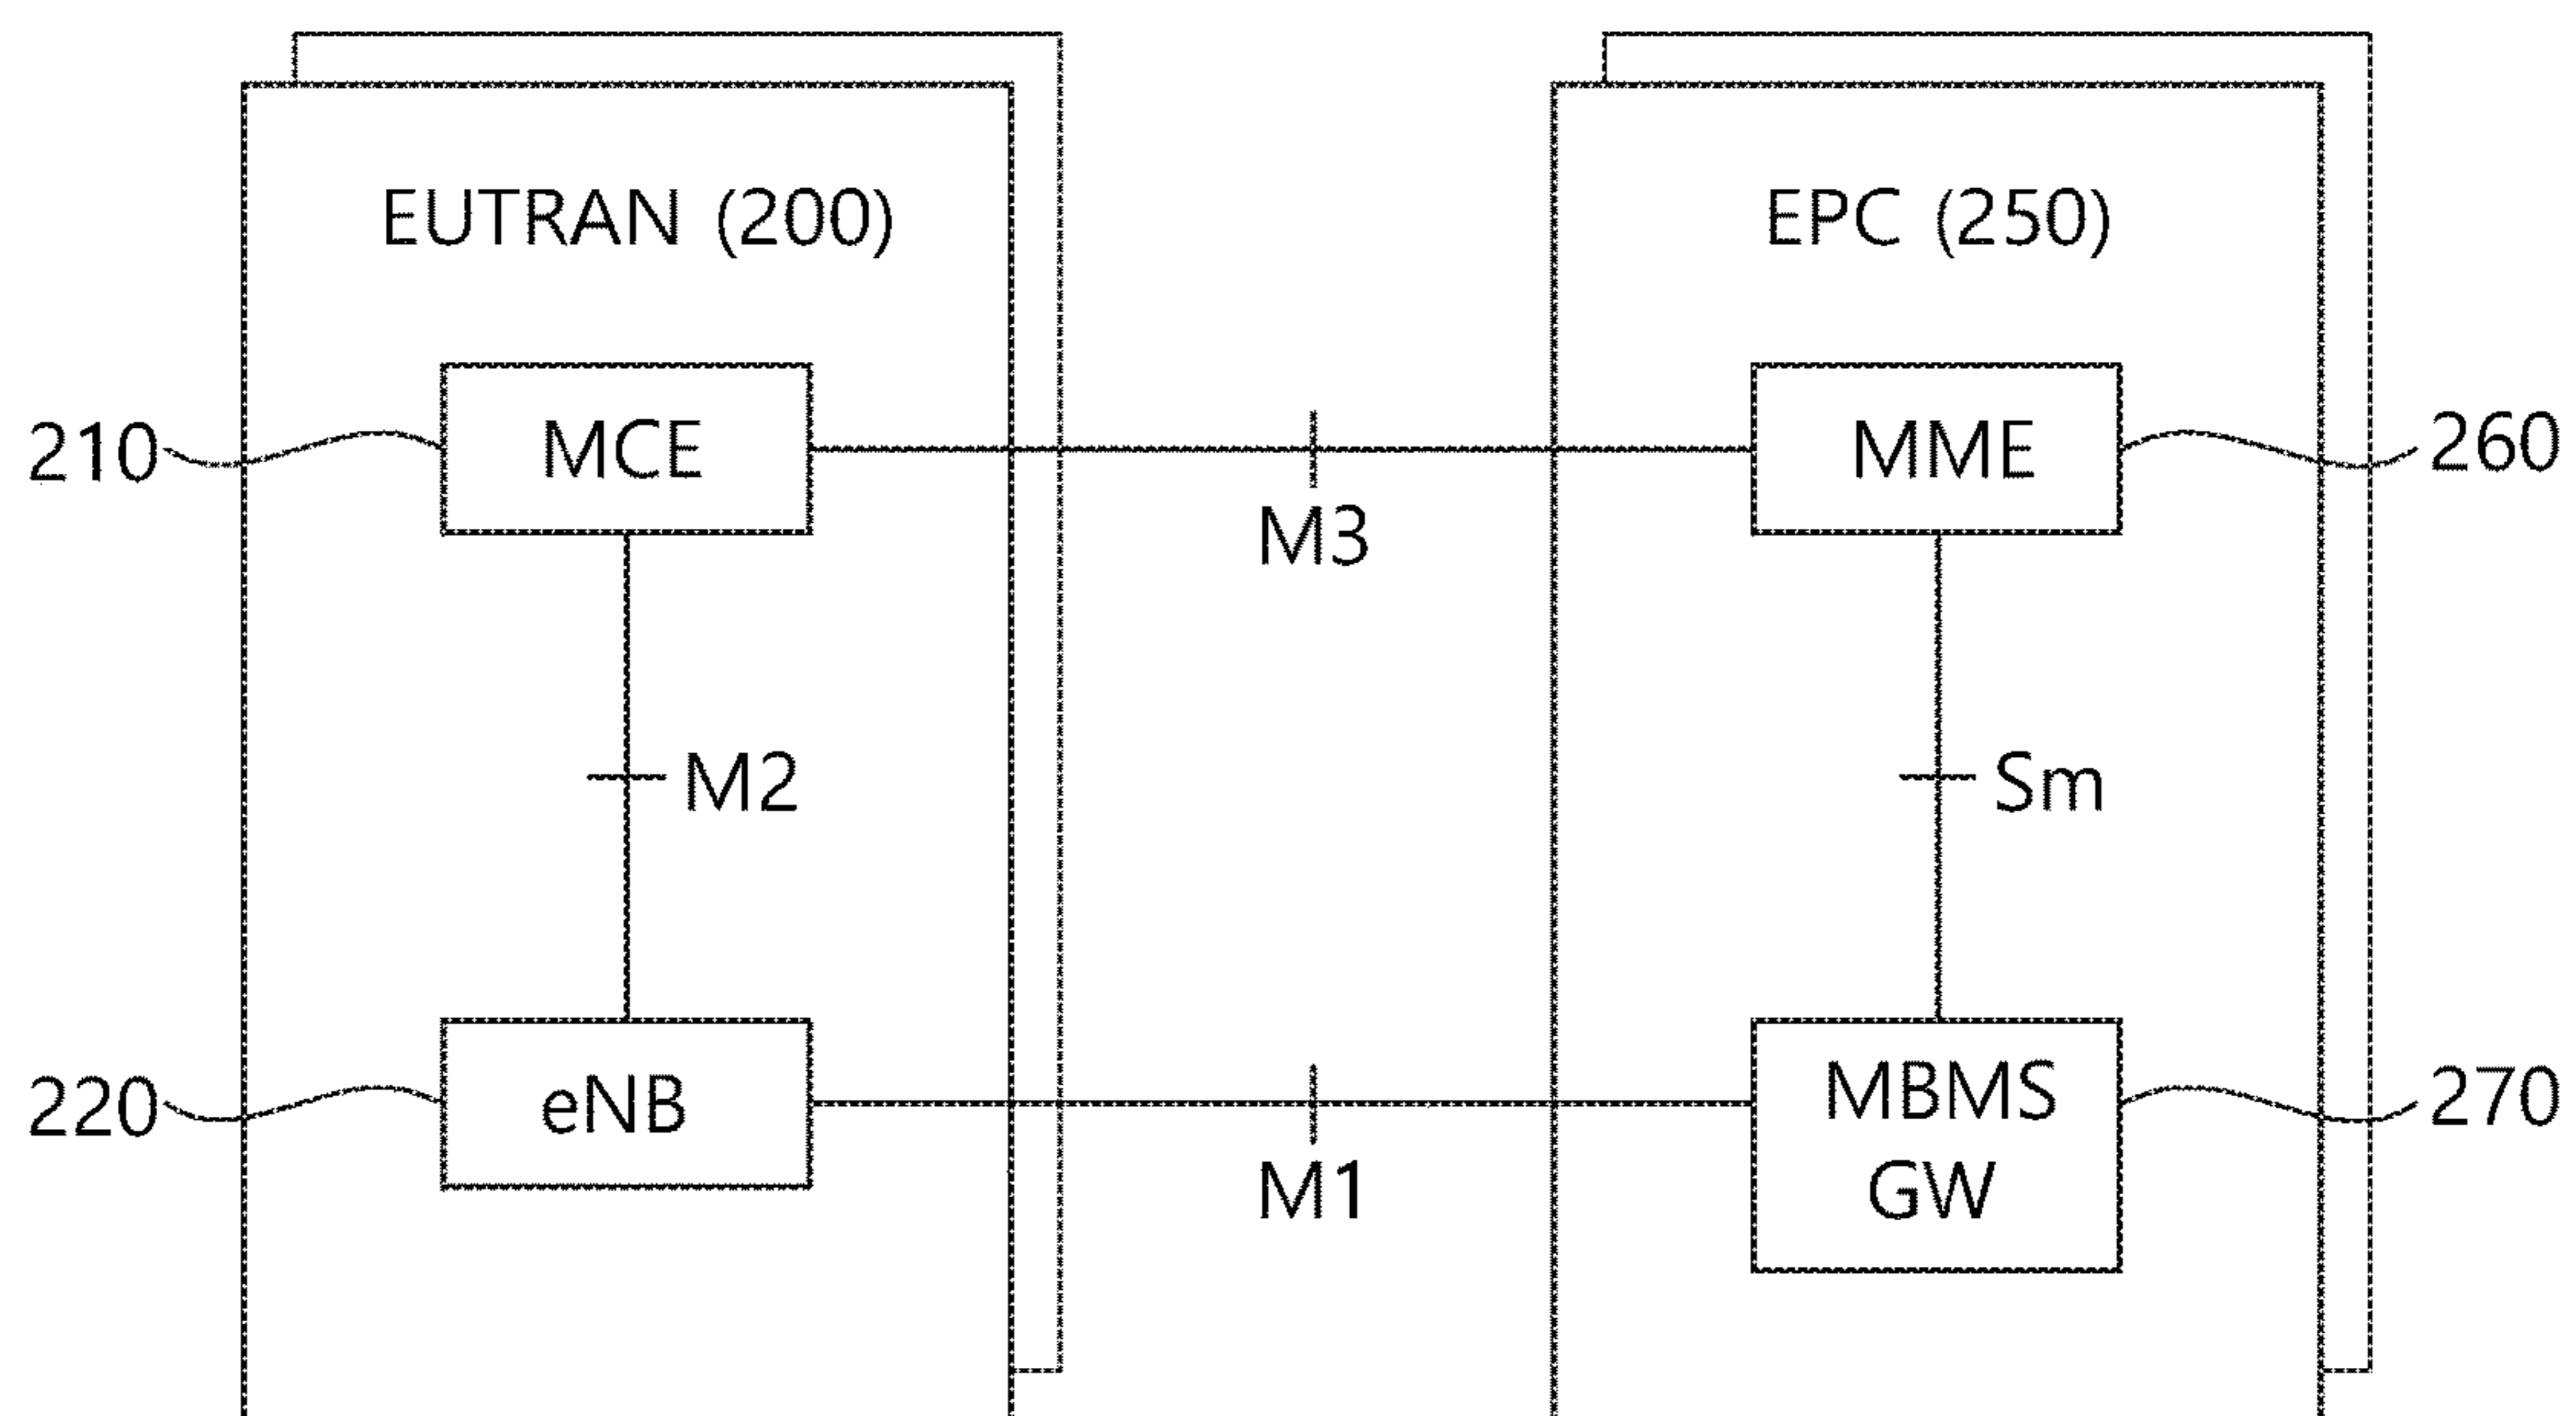 EUTRAN (200)
EPC (250)
210
MCE
MME
260
M3
M2
Sm
220
eNB
MBMS
GW
270
M1